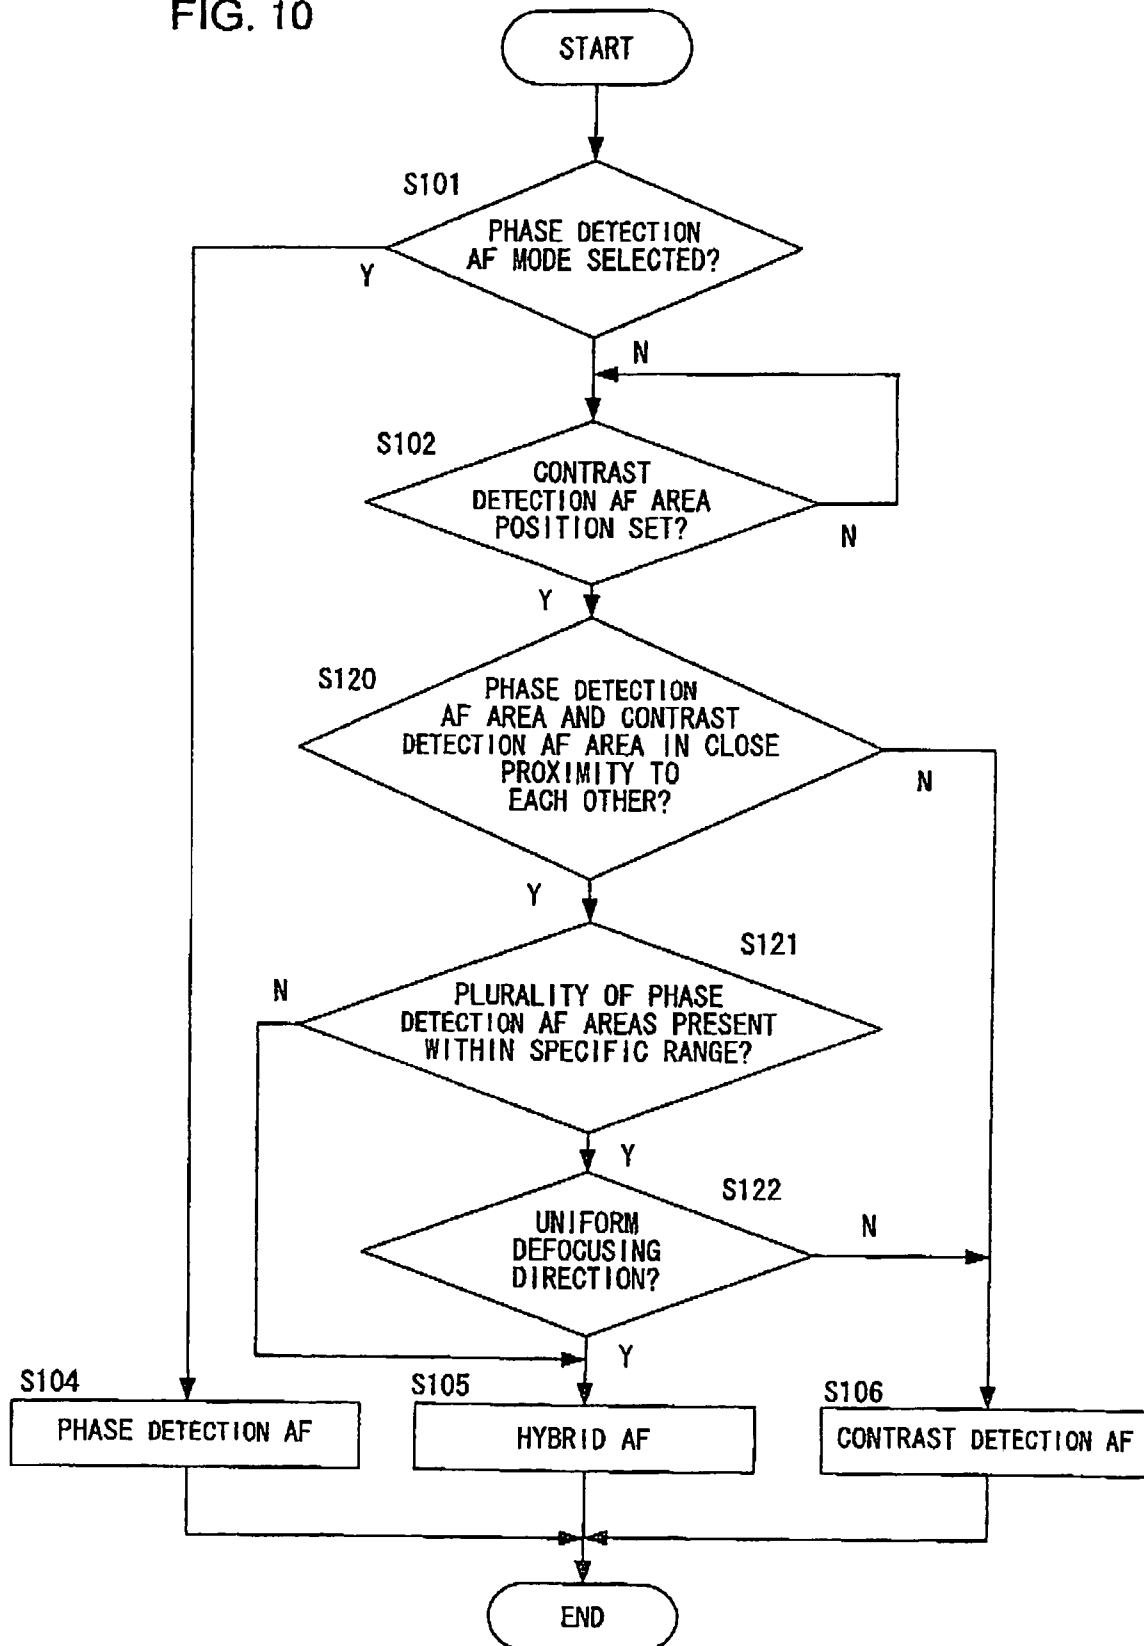 FIG. 10
START
S101
PHASE DETECTION
AF MODE SELECTED?
Y
N
S102
CONTRAST
DETECTION AF AREA
POSITION SET?
N
Y
S120
PHASE DETECTION
AF AREA AND CONTRAST
DETECTION AF AREA IN CLOSE
PROXIMITY TO
EACH OTHER?
N
Y
S121
N
PLURALITY OF PHASE
DETECTION AF AREAS PRESENT
WITHIN SPECIFIC RANGE?
Y
S122
UNIFORM
DEFOCUSING
DIRECTION?
N
Y
S104
PHASE DETECTION AF
S105
HYBRID AF
S106
CONTRAST DETECTION AF
END